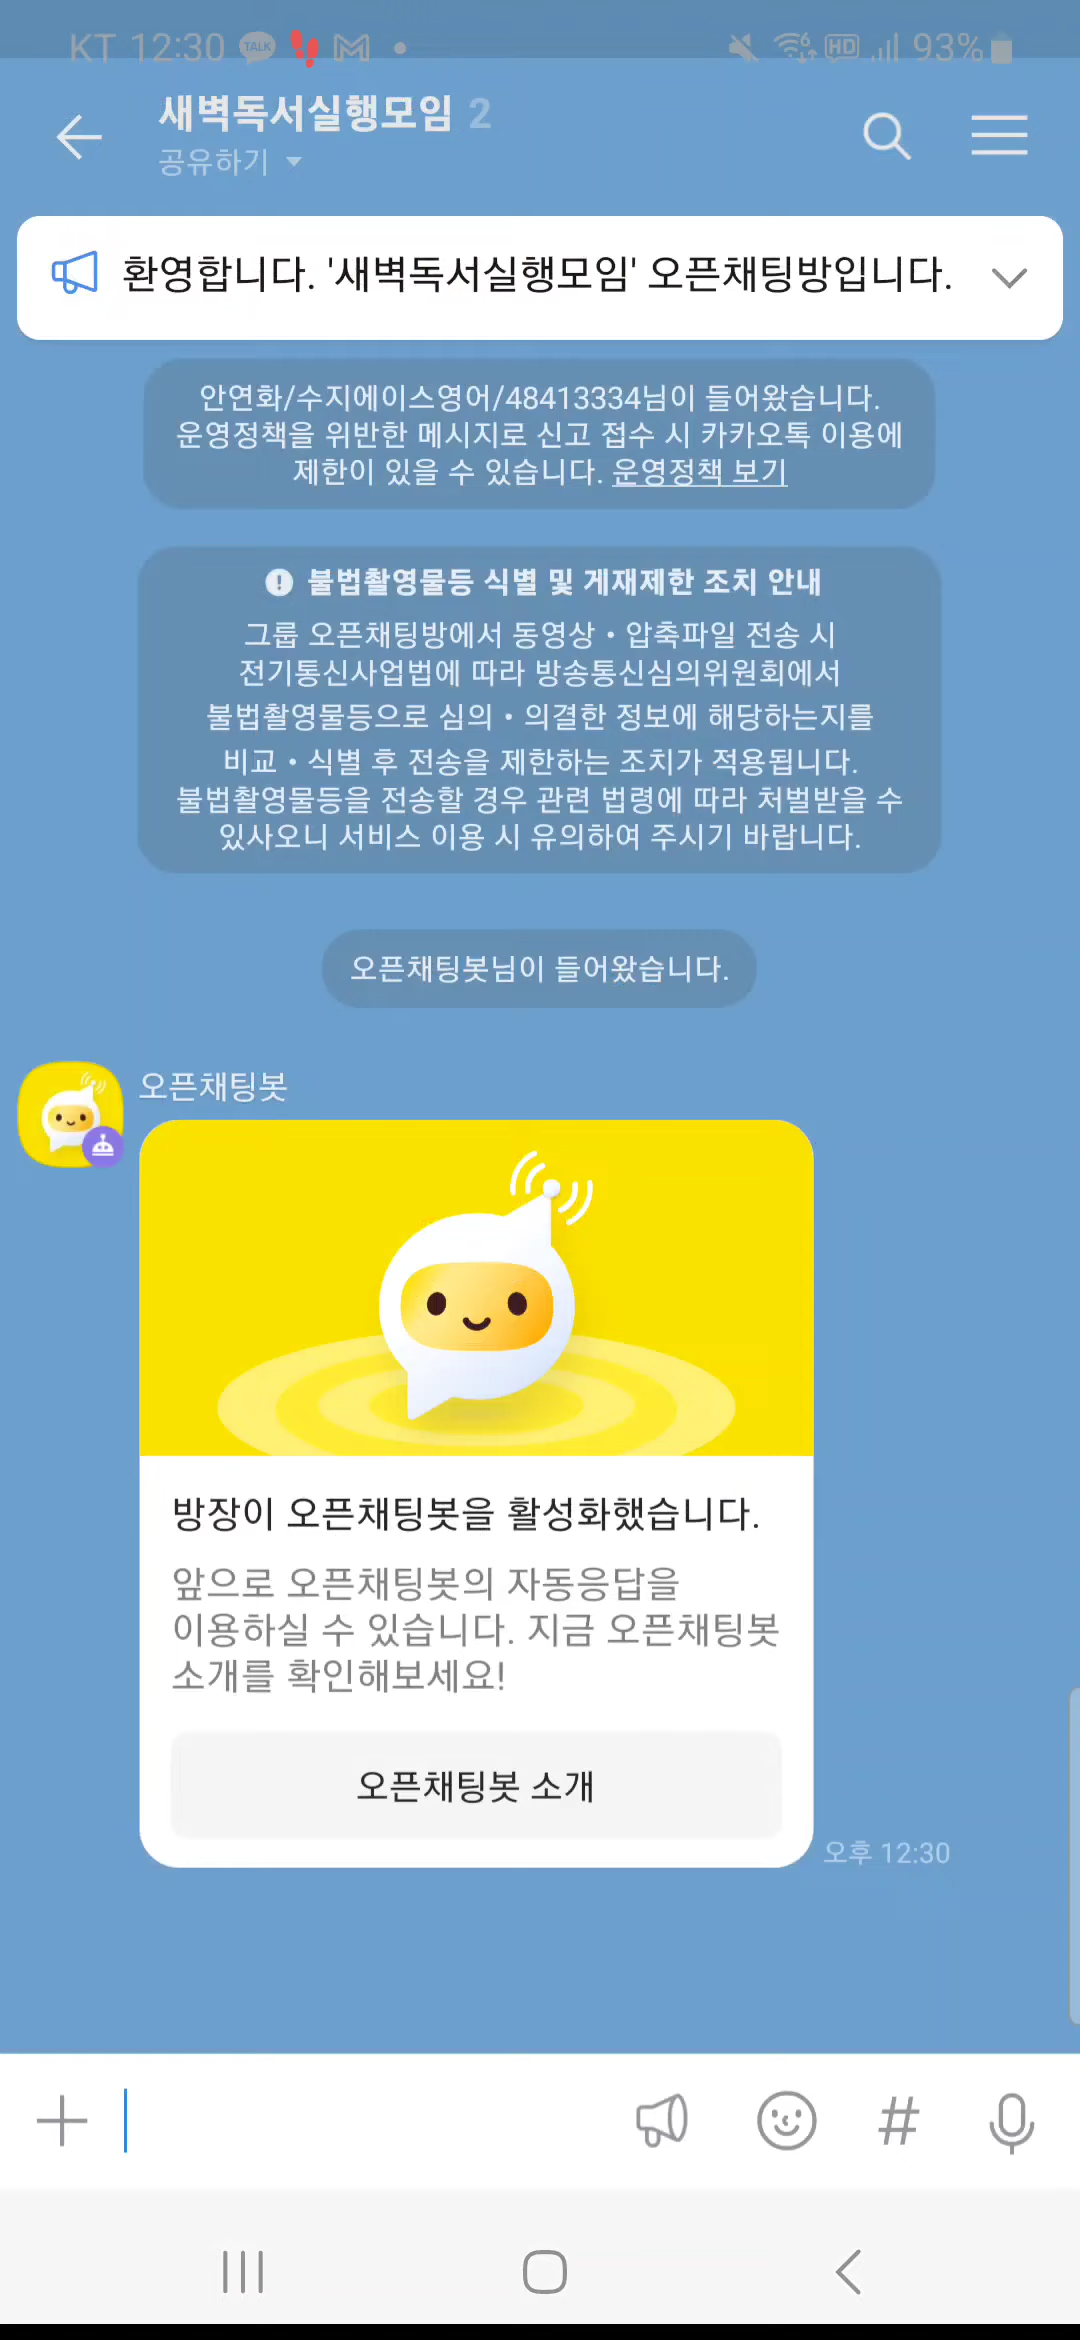 KT 12:30 TALK HD 93%
새벽독서실행모임 2
공유하기
환영합니다. '새벽독서실행모임' 오픈채팅방입니다.
안연화/수지에이스영어/48413334님이 들어왔습니다.
운영정책을 위반한 메시지로 신고 접수 시 카카오톡 이용에
제한이 있을 수 있습니다. 운영정책 보기
불법촬영물등 식별 및 게재제한 조치 안내
그룹 오픈채팅방에서 동영상・압축파일 전송 시
전기통신사업법에 따라 방송통신심의위원회에서
불법촬영물등으로 심의・의결한 정보에 해당하는지를
비교・식별 후 전송을 제한하는 조치가 적용됩니다.
불법촬영물등을 전송할 경우 관련 법령에 따라 처벌받을 수
있사오니 서비스 이용 시 유의하여 주시기 바랍니다.
오픈채팅봇님이 들어왔습니다.
오픈채팅봇
방장이 오픈채팅봇을 활성화했습니다.
앞으로 오픈채팅봇의 자동응답을
이용하실 수 있습니다. 지금 오픈채팅봇
소개를 확인해보세요!
오픈채팅봇 소개
오후 12:30
#